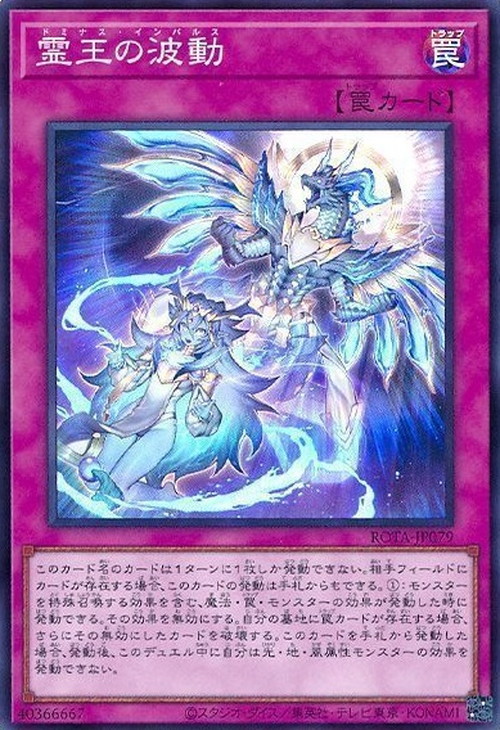 ドミナス・インパルス
霊王の波動
トラップ
罠
【罠カード】
ROTA-JP079
このカード名のカードは1ターンに1枚しか発動できない。相手フィールドに
カードが存在する場合、このカードの発動は手札からもできる。①:モンスター
を特殊召喚する効果を含む、魔法・罠・モンスターの効果が発動した時に
発動できる。その効果を無効にする。自分の墓地に罠カードが存在する場合、
さらにその無効にしたカードを破壊する。このカードを手札から発動した
場合、発動後、このデュエル中に自分は光・地・風属性モンスターの効果を
発動できない。
40366667
©スタジオ・ダイス/集英社・テレビ東京・KONAMI